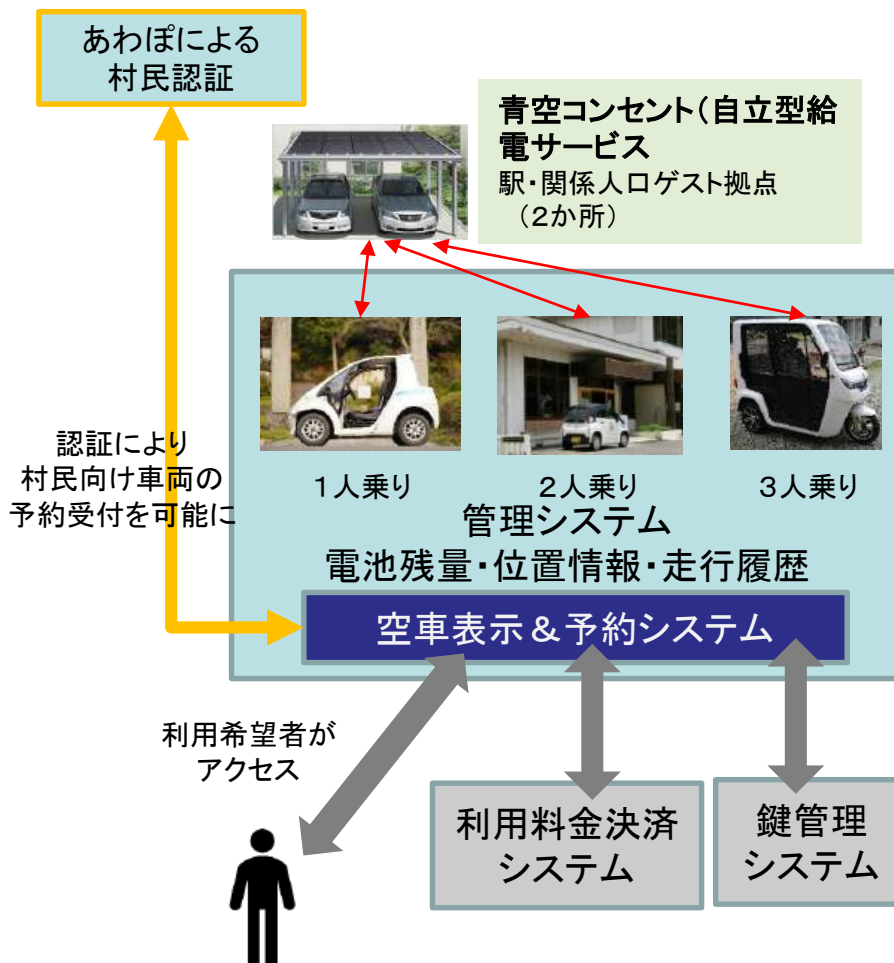 あわぽによる
村民認証
青空コンセント（自立型給
電サービス
駅・関係人口ゲスト拠点
（２か所）
認証により
村民向け車両の
予約受付を可能に
１人乗り
２人乗り
３人乗り
管理システム
電池残量・位置情報・走行履歴
空車表示＆予約システム
利用希望者が
アクセス
利用料金決済
システム
鍵管理
システム